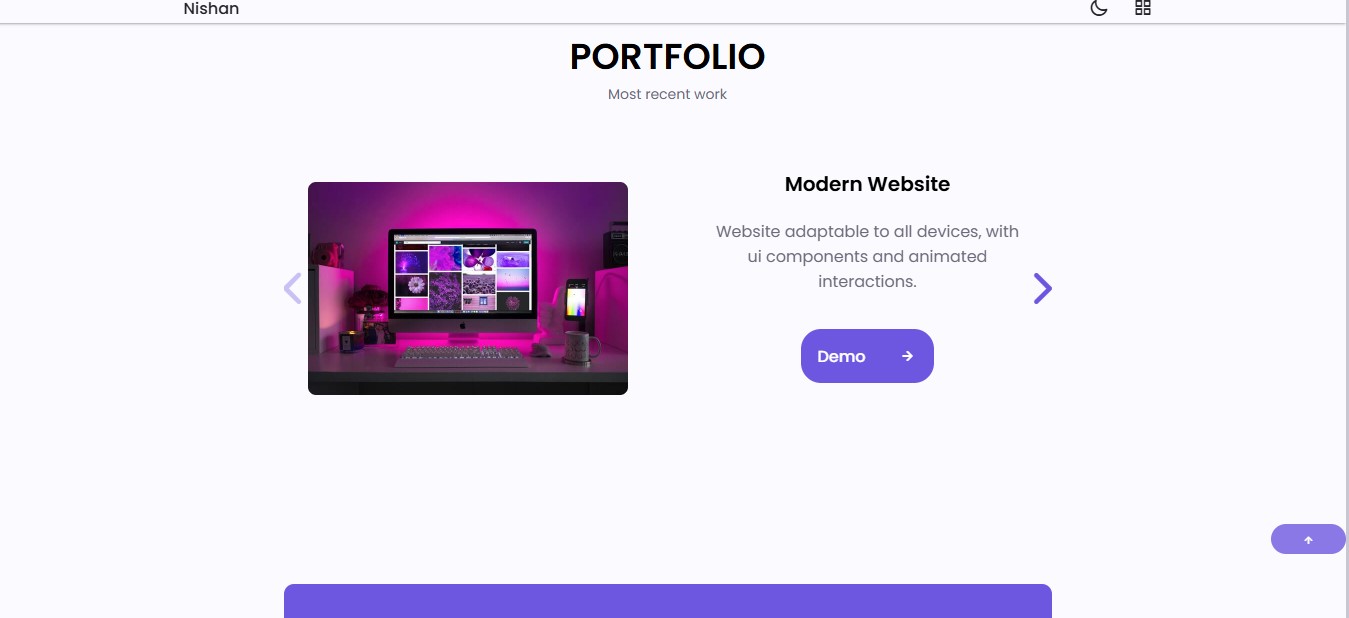 Nishan
PORTFOLIO
Most recent work
Modern Website
Website adaptable to all devices, with
ui components and animated
interactions.
Demo